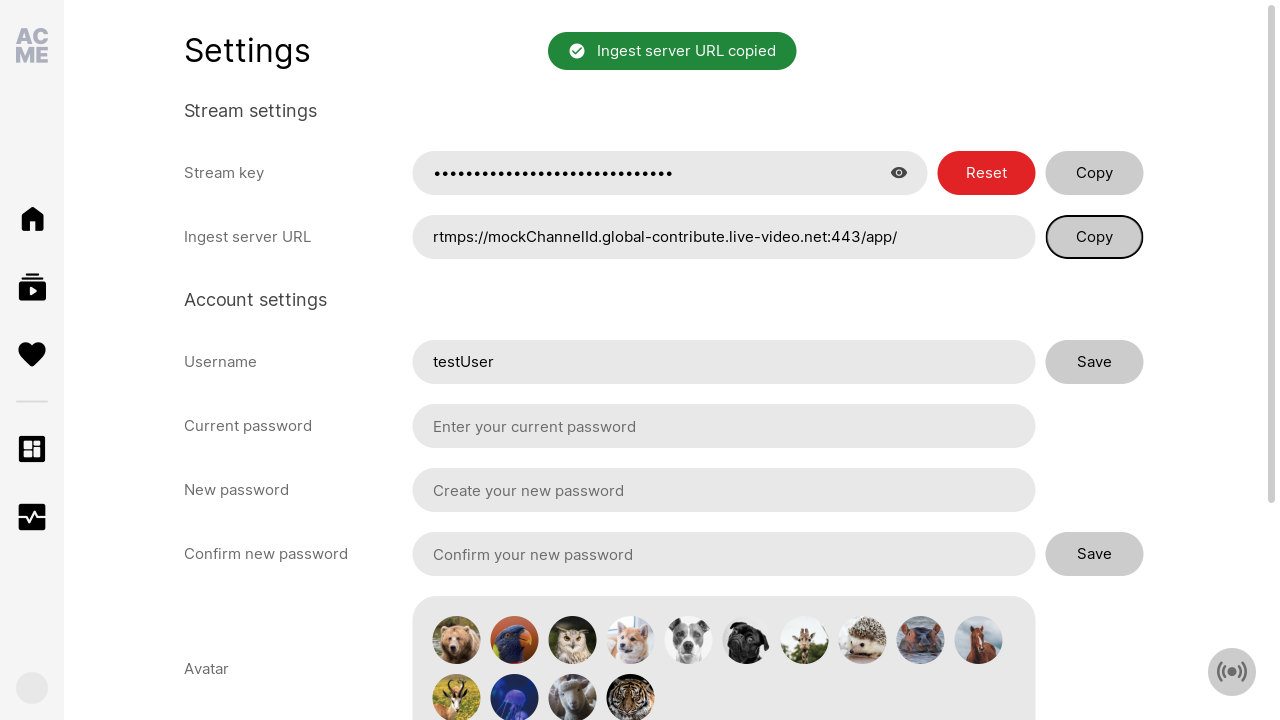 AC
ME
Settings
Ingest server URL copied
Stream settings
Stream key
••••••••••••••••••••••••••••••
Reset
Copy
Ingest server URL
rtmps://mockChannelId.global-contribute.live-video.net:443/app/
Copy
Account settings
Username
testUser
Save
Current password
Enter your current password
New password
Create your new password
Confirm new password
Confirm your new password
Save
Avatar